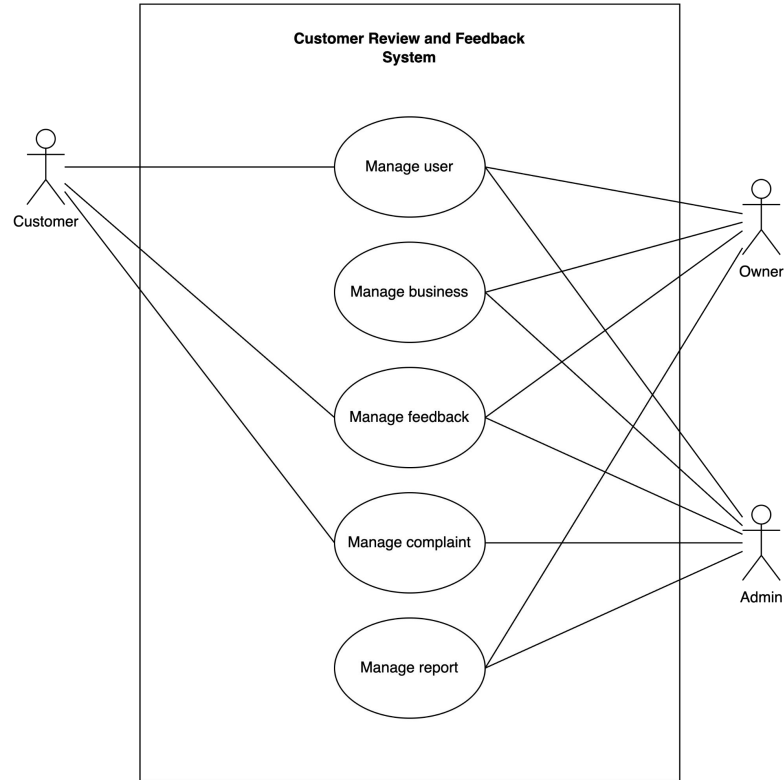 Customer Review and Feedback
System
Manage user
Customer
Owner
Manage business
Manage feedback
Manage complaint
Admin
Manage report